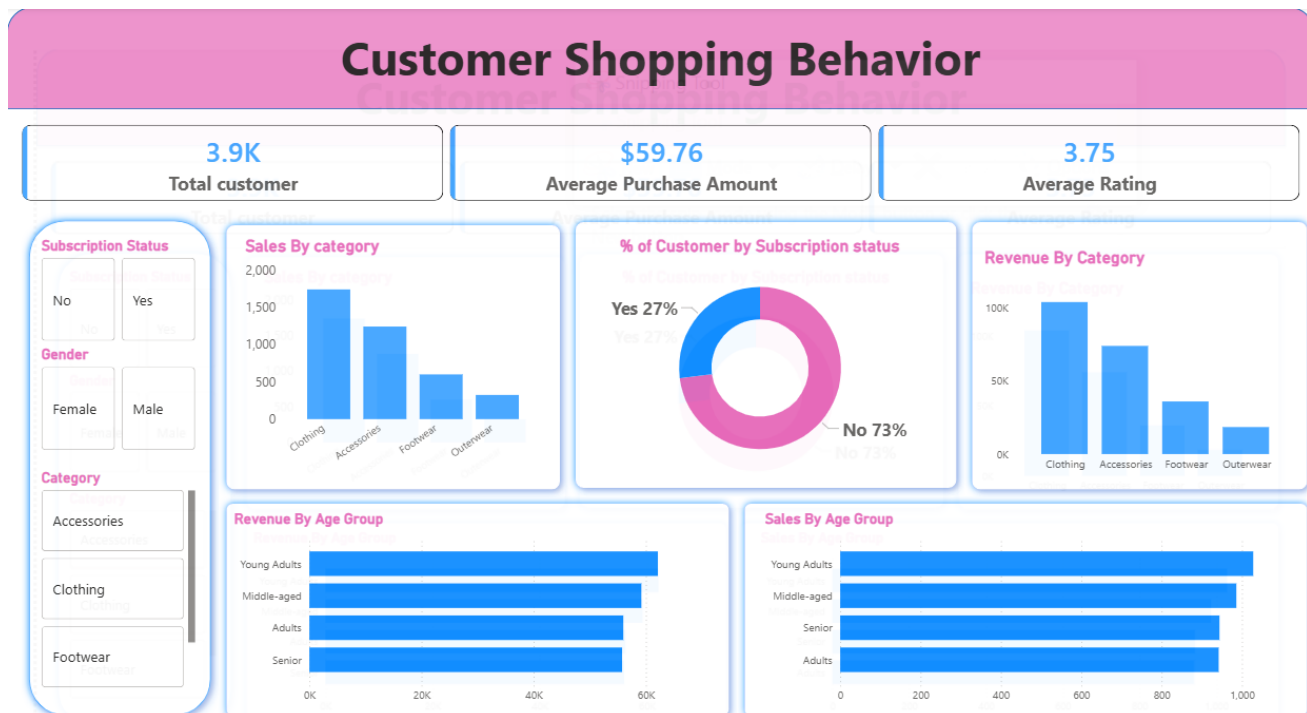 Customer Shopping Behavior
Snipping Tool
3.9K
Total customer
$59.76
Average Purchase Amount
3.75
Average Rating
Subscription Status
No
Yes
Gender
Female
Male
Category
Accessories
Clothing
Footwear
Sales By category
2,000
1,500
1,000
500
0
Clothing
Accessories
Footwear
Outerwear
% of Customer by Subscription status
Yes 27%
No 73%
Revenue By Category
100K
50K
0K
Clothing
Accessories
Footwear
Outerwear
Revenue By Age Group
Young Adults
Middle-aged
Adults
Senior
0K
20K
40K
60K
Sales By Age Group
Young Adults
Middle-aged
Senior
Adults
0
200
400
600
800
1,000